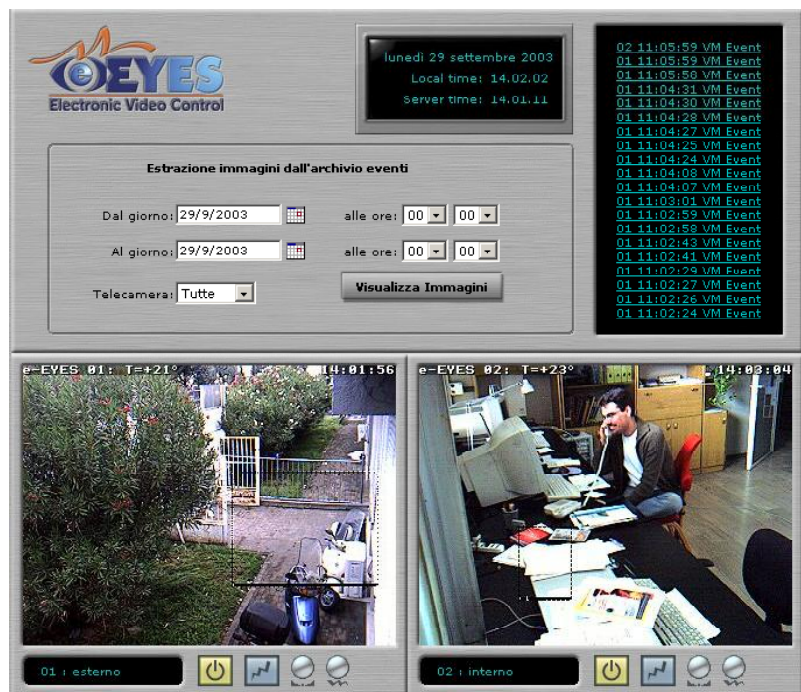 eEYES
Electronic Video Control
lunedì 29 settembre 2003
Local time: 14.02.02
Server time: 14.01.11
Estrazione immagini dall'archivio eventi
Dal giorno: 29/9/2003 alle ore: 00 00
Al giorno: 29/9/2003 alle ore: 00 00
Telecamera: Tutte Visualizza Immagini
02 11:05:59 VM Event
01 11:05:59 VM Event
01 11:05:58 VM Event
01 11:04:31 VM Event
01 11:04:30 VM Event
01 11:04:28 VM Event
01 11:04:27 VM Event
01 11:04:25 VM Event
01 11:04:24 VM Event
01 11:04:08 VM Event
01 11:04:07 VM Event
01 11:03:01 VM Event
01 11:02:59 VM Event
01 11:02:58 VM Event
01 11:02:43 VM Event
01 11:02:41 VM Event
01 11:02:29 VM Event
01 11:02:27 VM Event
01 11:02:26 VM Event
01 11:02:24 VM Event
e-EYES 01: T=+21° 14:01:56
e-EYES 02: T=+23° 14:03:04
01 : esterno
02 : interno